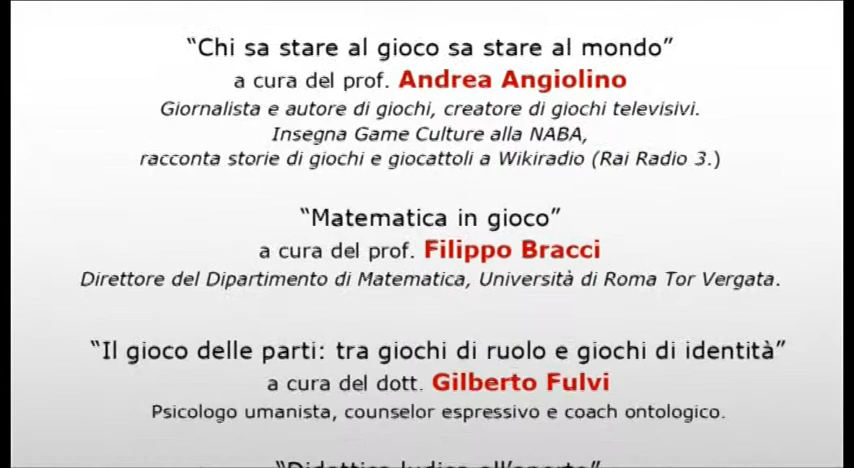 “Chi sa stare al gioco sa stare al mondo”
a cura del prof. Andrea Angiolino
Giornalista e autore di giochi, creatore di giochi televisivi.
Insegna Game Culture alla NABA,
racconta storie di giochi e giocattoli a Wikiradio (Rai Radio 3.)
“Matematica in gioco”
a cura del prof. Filippo Bracci
Direttore del Dipartimento di Matematica, Università di Roma Tor Vergata.
“Il gioco delle parti: tra giochi di ruolo e giochi di identità”
a cura del dott. Gilberto Fulvi
Psicologo umanista, counselor espressivo e coach ontologico.
“Didattica ludica all’aperto”